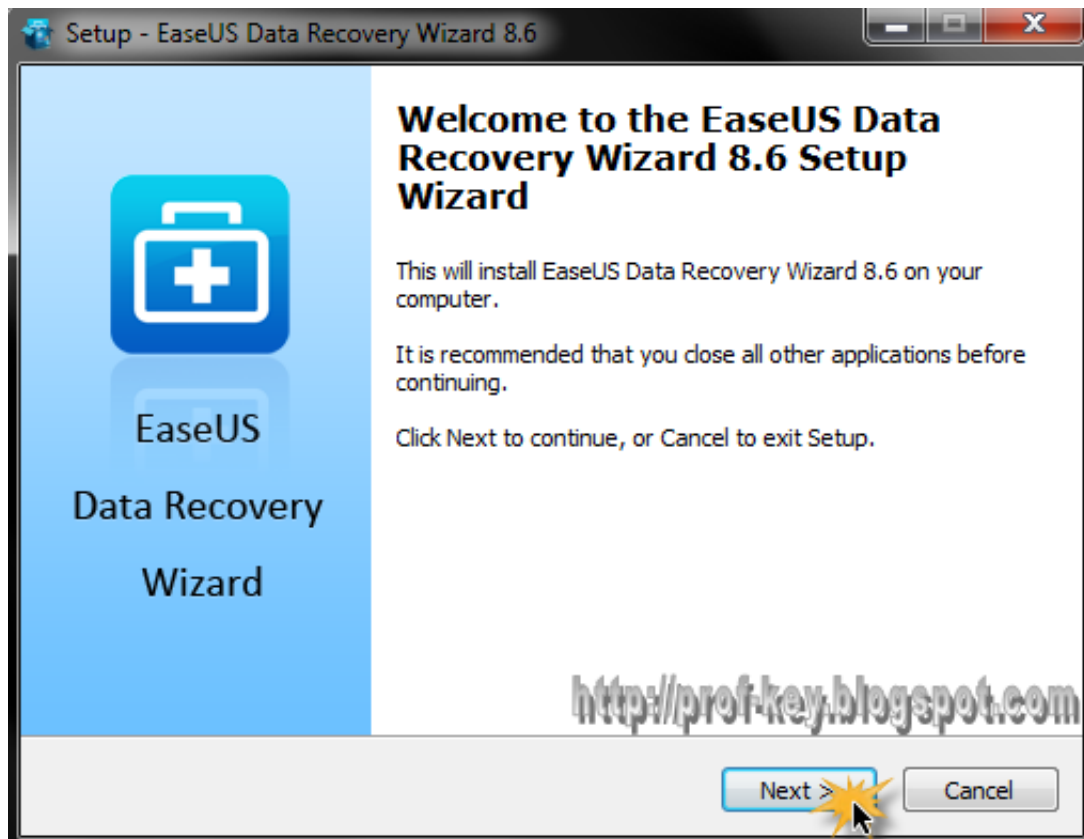 Setup - EaseUS Data Recovery Wizard 8.6
Welcome to the EaseUS Data
Recovery Wizard 8.6 Setup
Wizard
This will install EaseUS Data Recovery Wizard 8.6 on your
computer.
It is recommended that you close all other applications before
continuing.
Click Next to continue, or Cancel to exit Setup.
EaseUS
Data Recovery
Wizard
http://prof-key.blogspot.com
Next >
Cancel